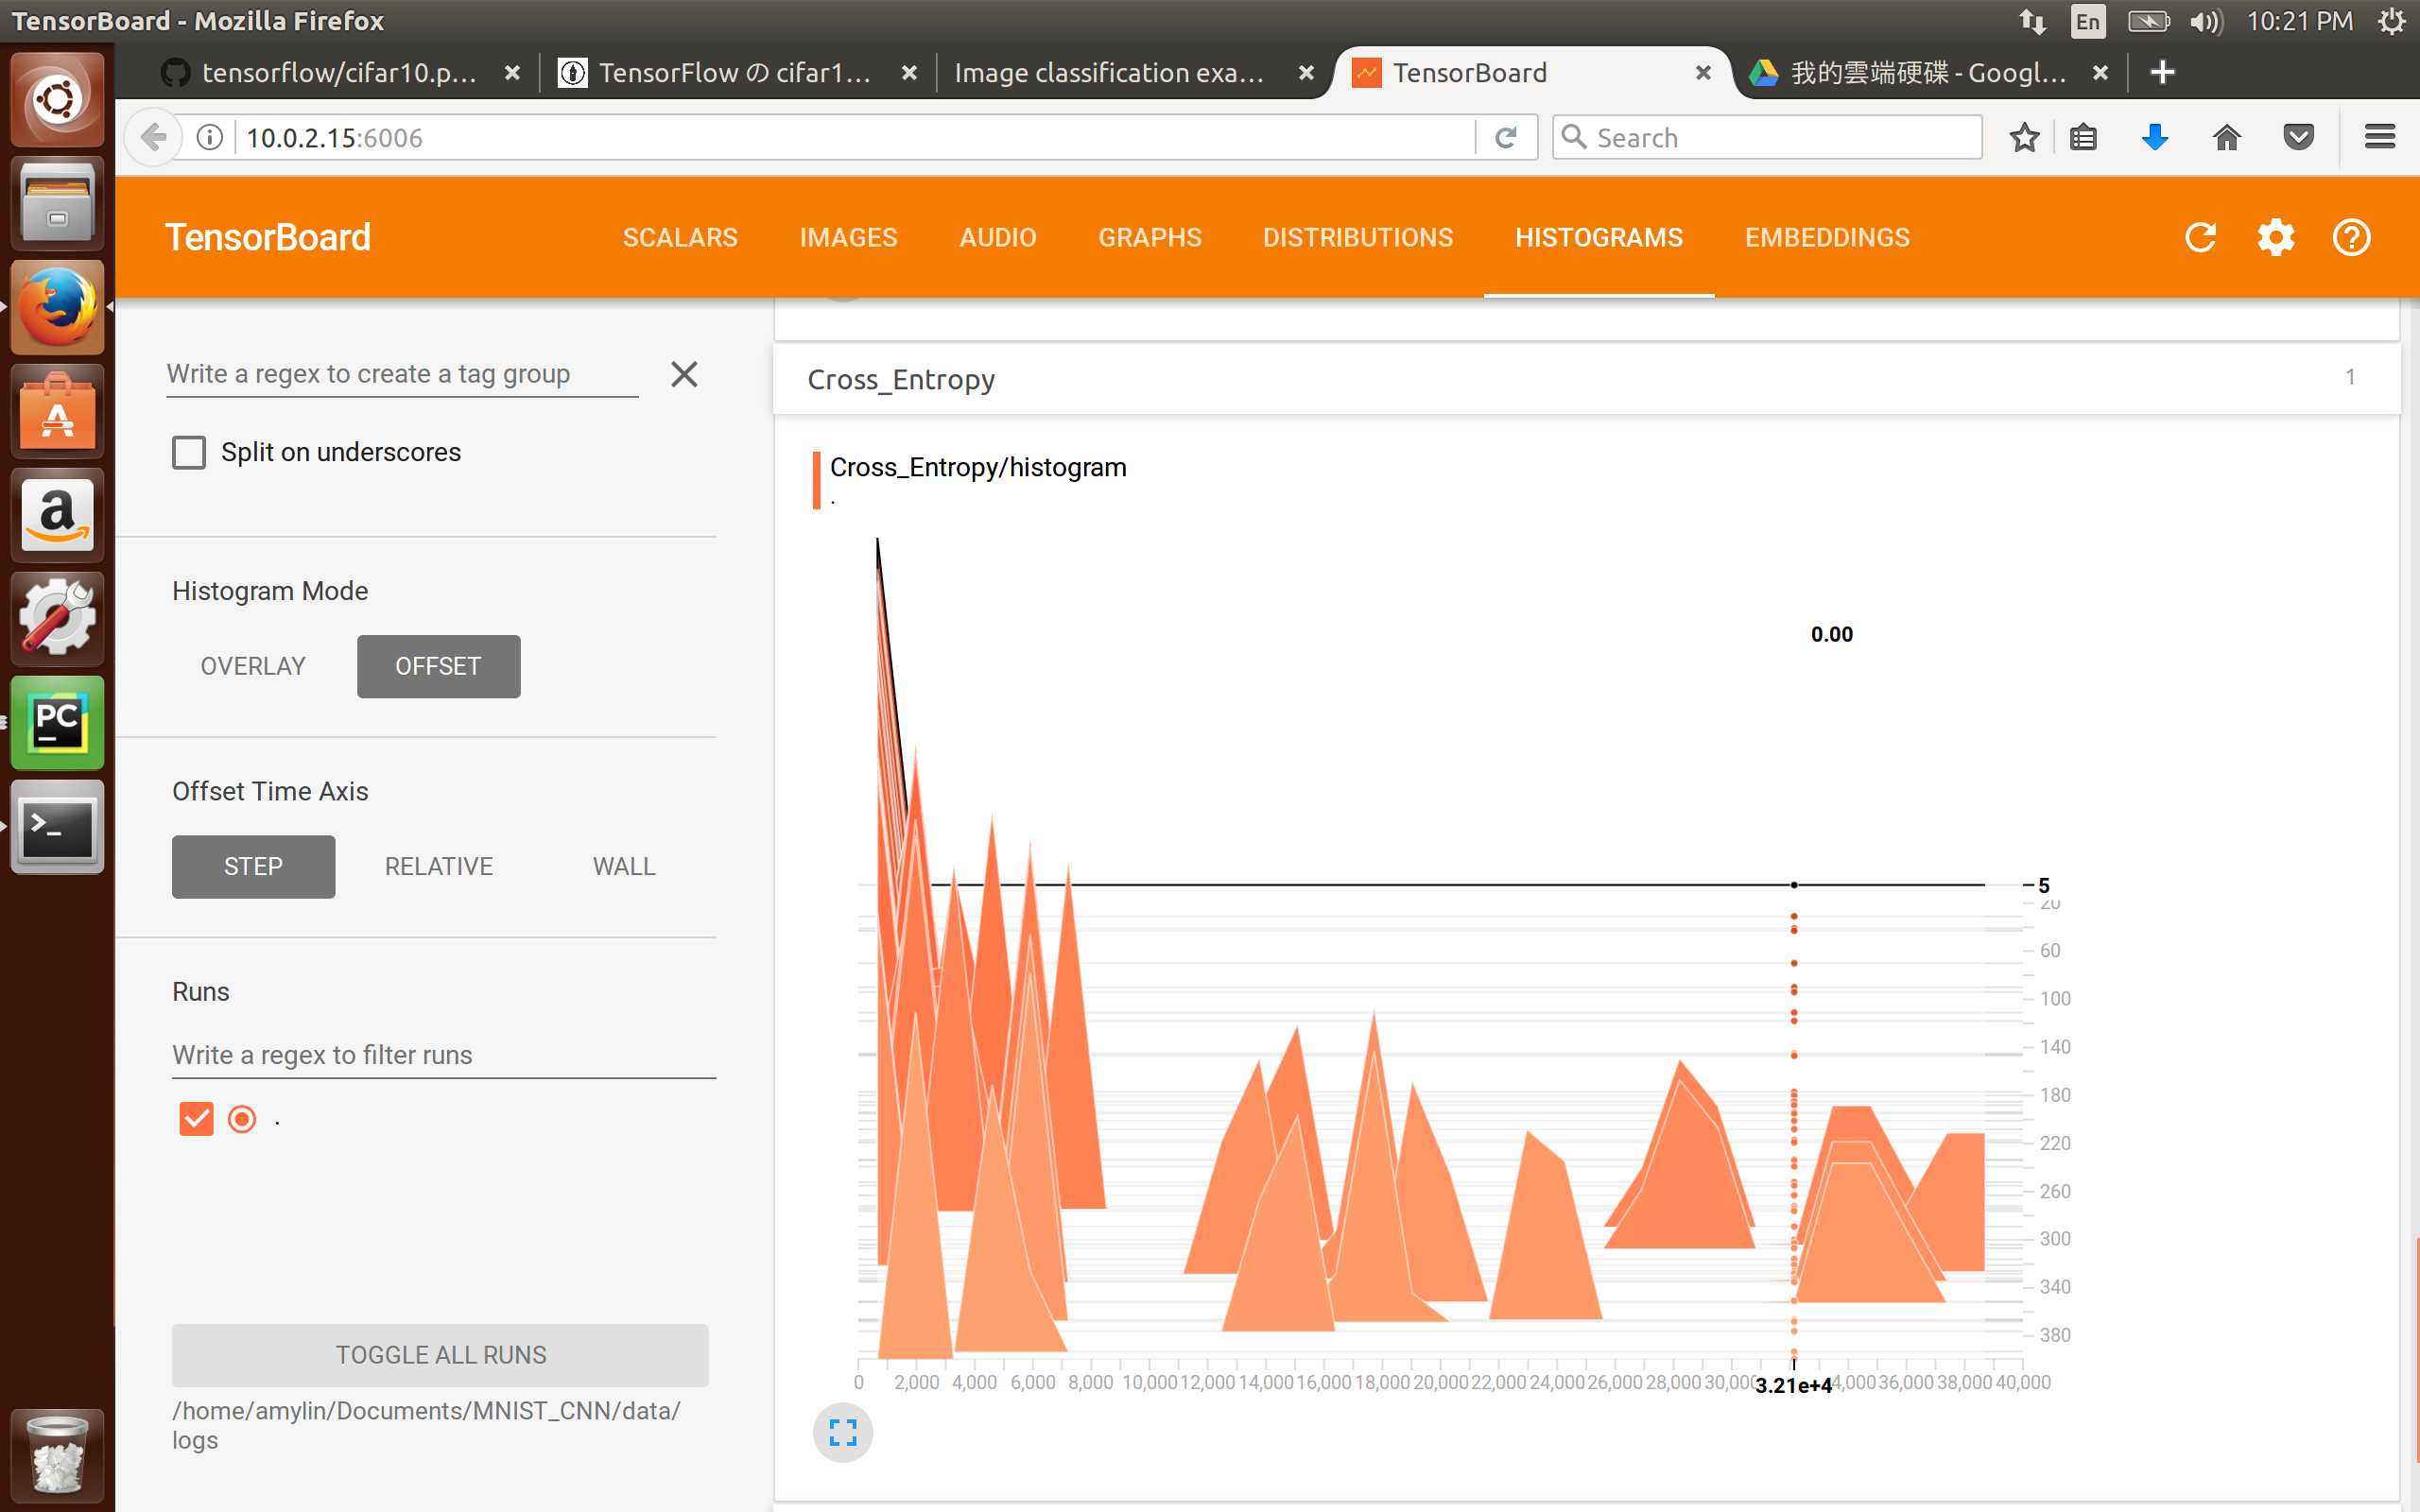 TensorBoard - Mozilla Firefox
En
10:21 PM
tensorflow/cifar10.p...
TensorFlow の cifar1...
Image classification exa...
TensorBoard
我的雲端硬碟 - Googl...
10.0.2.15:6006
Search
TensorBoard
SCALARS
IMAGES
AUDIO
GRAPHS
DISTRIBUTIONS
HISTOGRAMS
EMBEDDINGS
Write a regex to create a tag group
Split on underscores
Histogram Mode
OVERLAY
OFFSET
Offset Time Axis
STEP
RELATIVE
WALL
Runs
Write a regex to filter runs
.
TOGGLE ALL RUNS
/home/amylin/Documents/MNIST_CNN/data/
logs
Cross_Entropy
1
Cross_Entropy/histogram
.
0.00
5
20
60
100
140
180
220
260
300
340
380
0
2,000
4,000
6,000
8,000
10,000
12,000
14,000
16,000
18,000
20,000
22,000
24,000
26,000
28,000
3.21e+4
36,000
38,000
40,000
a
PC
>_